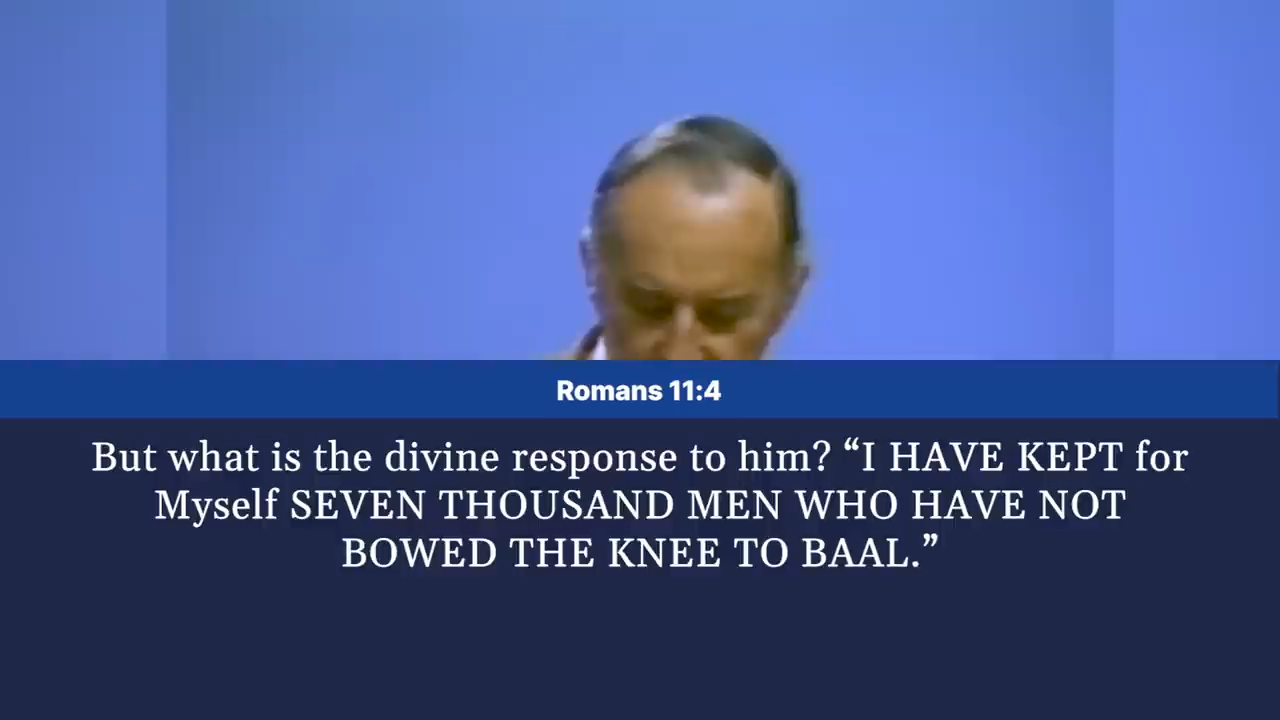 Romans 11:4
But what is the divine response to him? “I HAVE KEPT for
Myself SEVEN THOUSAND MEN WHO HAVE NOT
BOWED THE KNEE TO BAAL.”